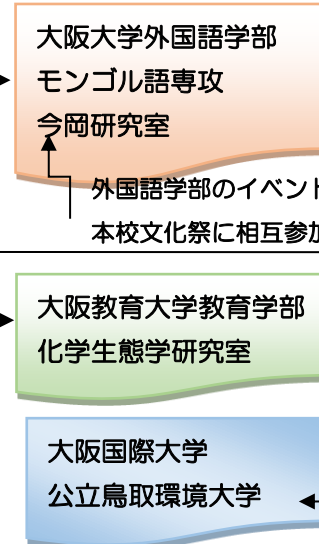 大阪大学外国語学部
モンゴル語専攻
今岡研究室
外国語学部のイベント
本校文化祭に相互参加
大阪教育大学教育学部
化学生態学研究室
大阪国際大学
公立鳥取環境大学